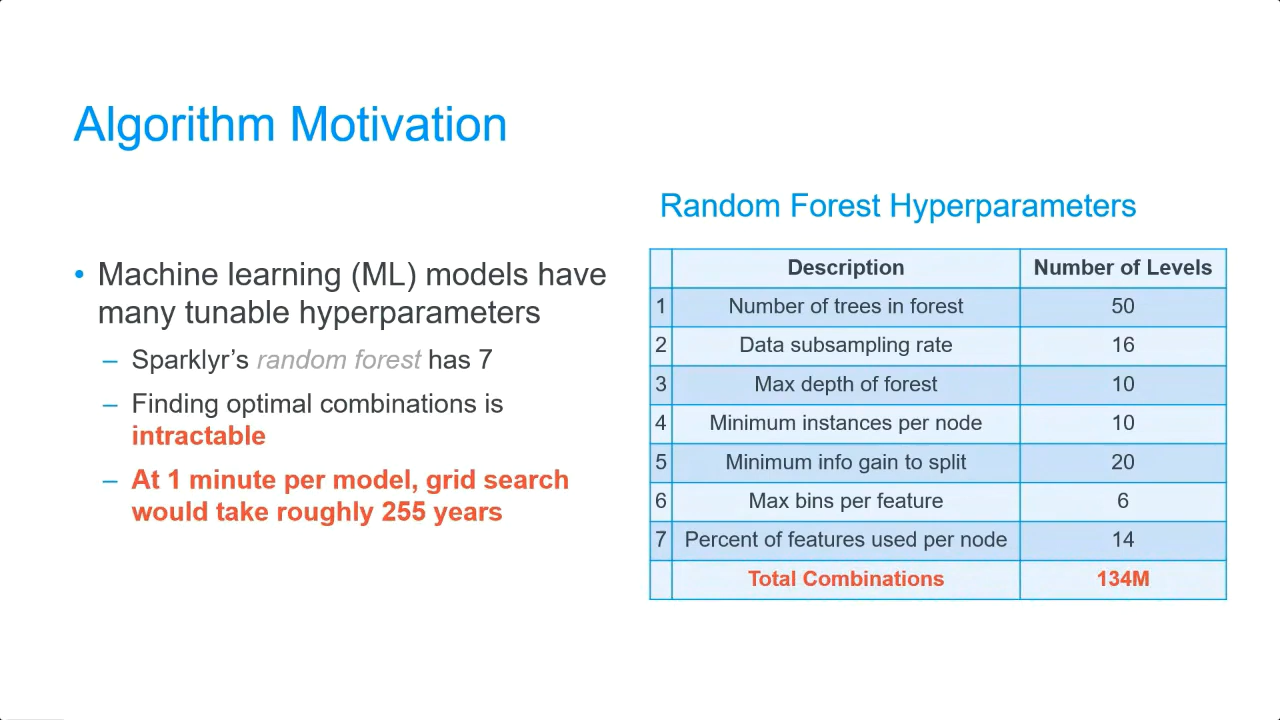 Algorithm Motivation
• Machine learning (ML) models have
many tunable hyperparameters
– Sparklyr's random forest has 7
– Finding optimal combinations is
intractable
– At 1 minute per model, grid search
would take roughly 255 years
Random Forest Hyperparameters
Description Number of Levels
1 Number of trees in forest 50
2 Data subsampling rate 16
3 Max depth of forest 10
4 Minimum instances per node 10
5 Minimum info gain to split 20
6 Max bins per feature 6
7 Percent of features used per node 14
Total Combinations 134M